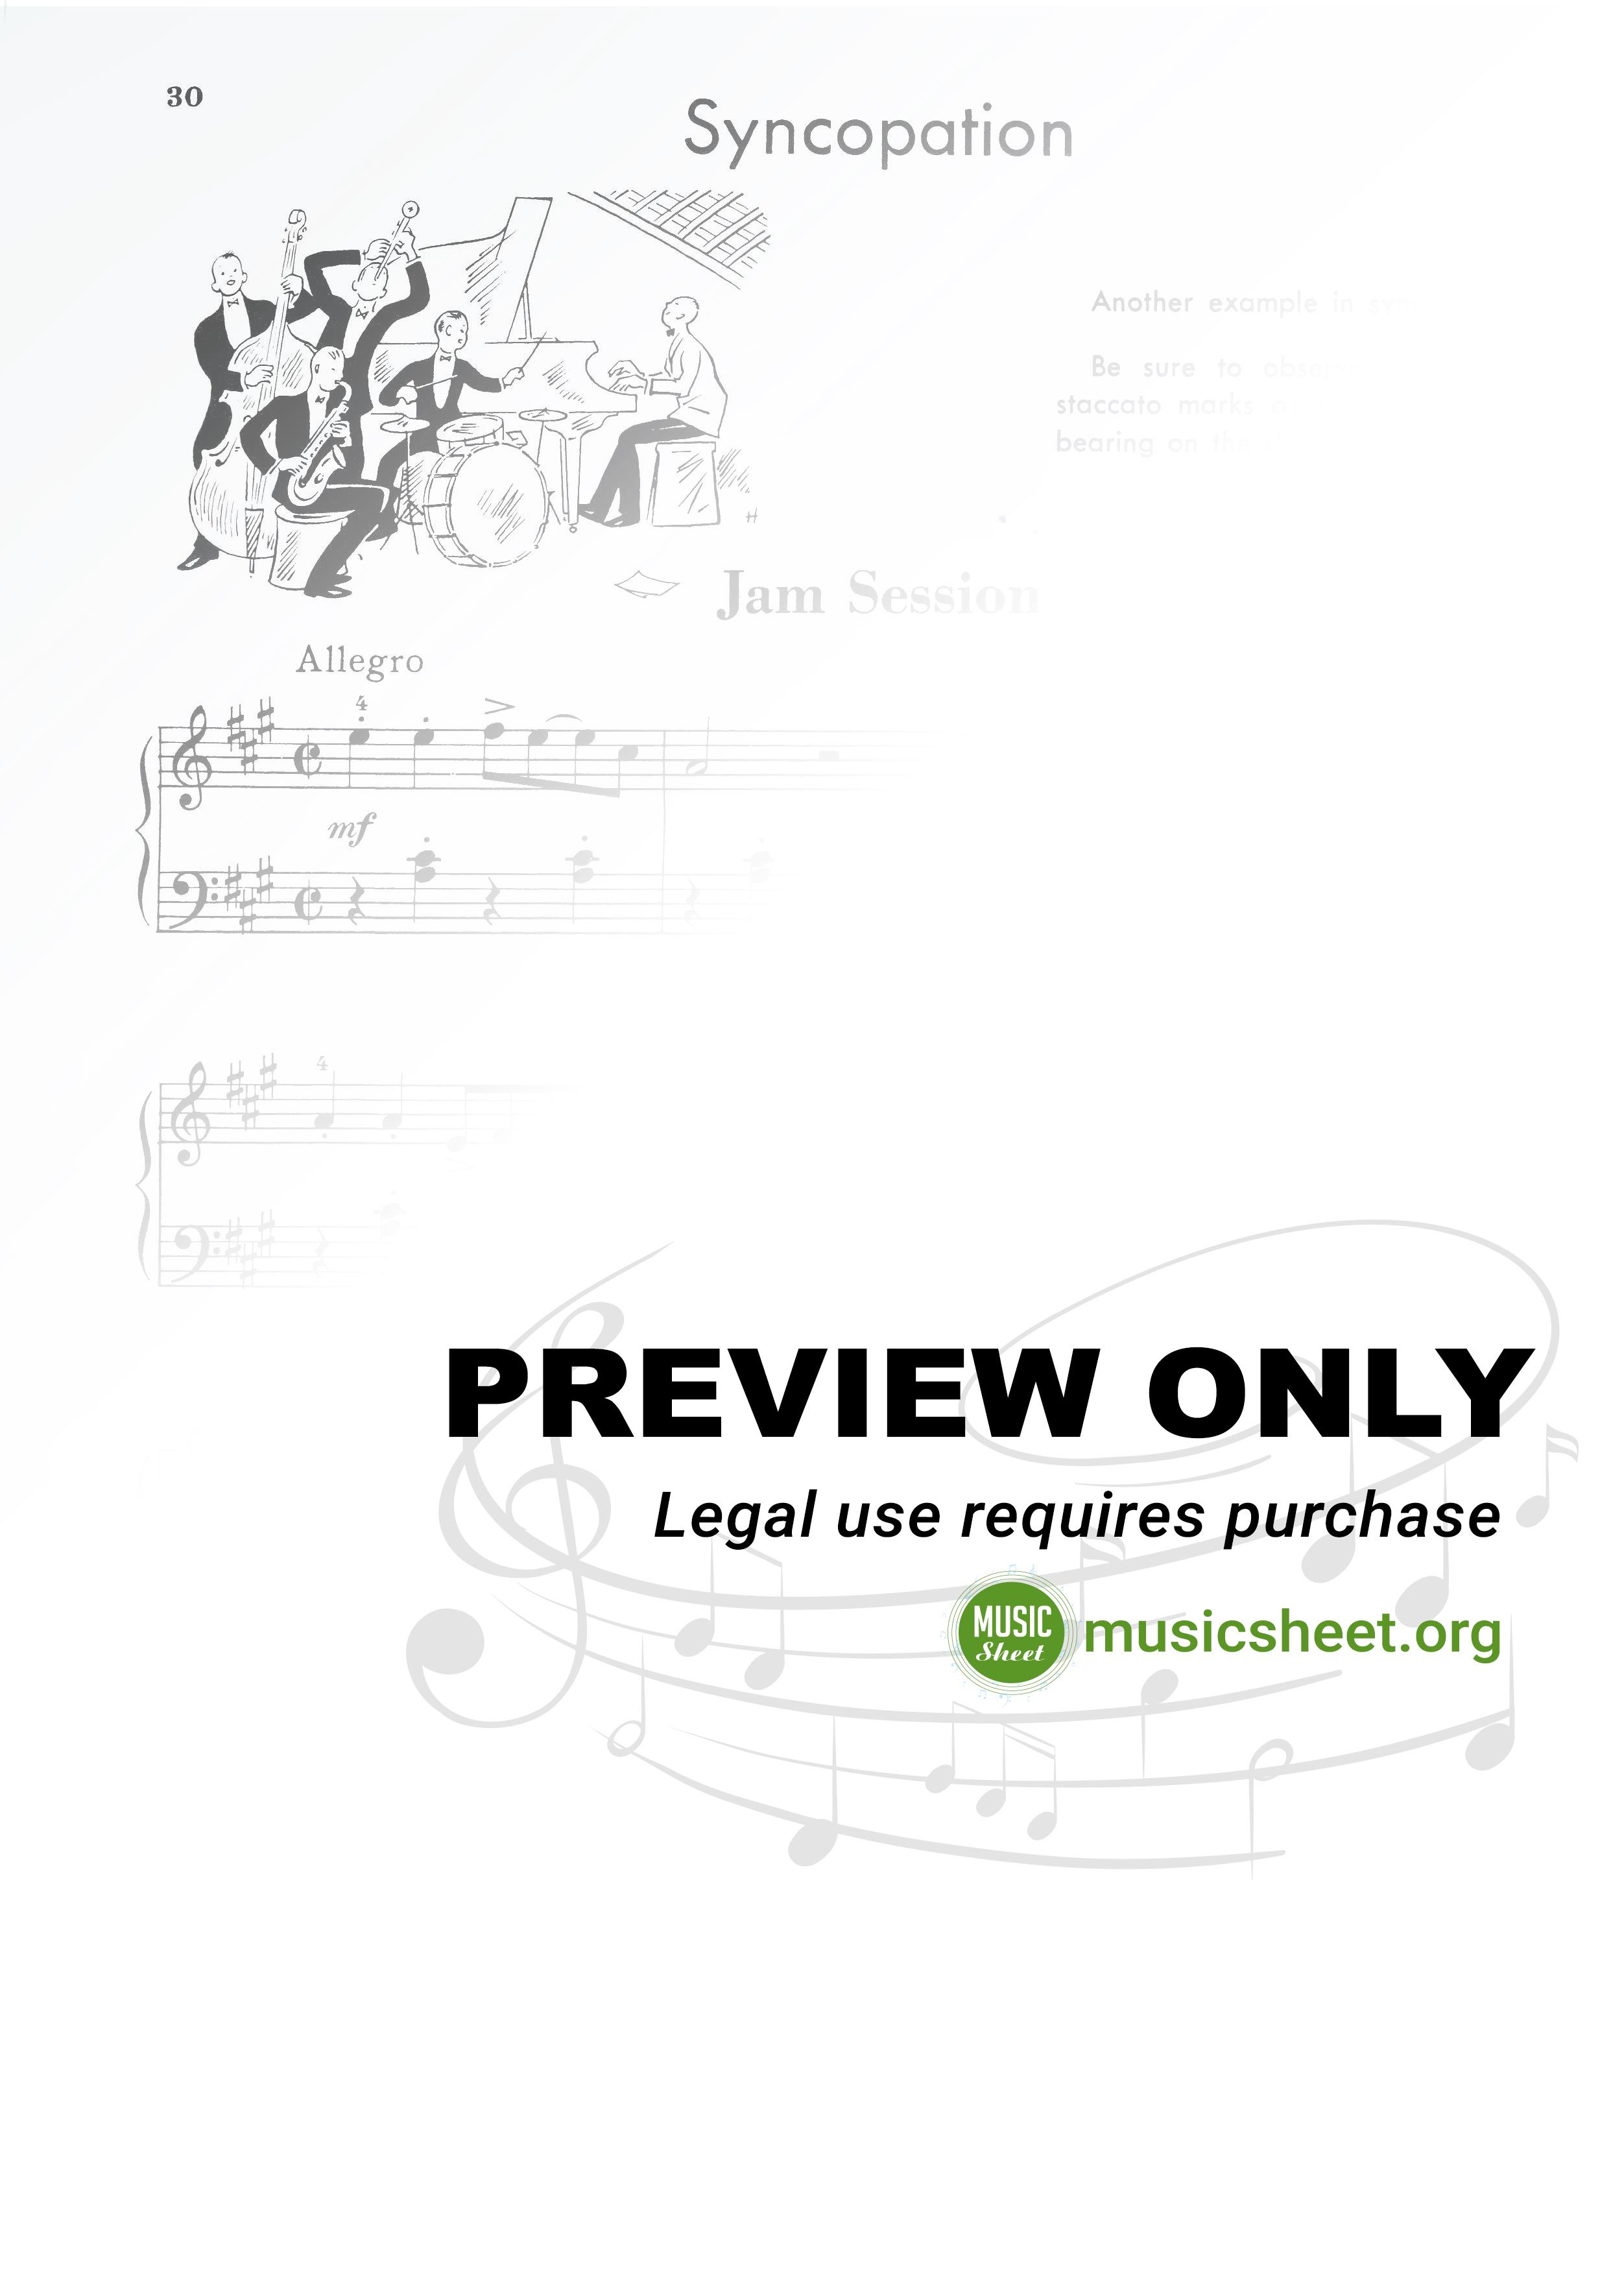 30
Syncopation
Another example in
Be sure to
staccato marks
bearing on the
Jam Session
Allegro
4
mf
4
PREVIEW ONLY
Legal use requires purchase
MUSIC
Sheet
musicsheet.org